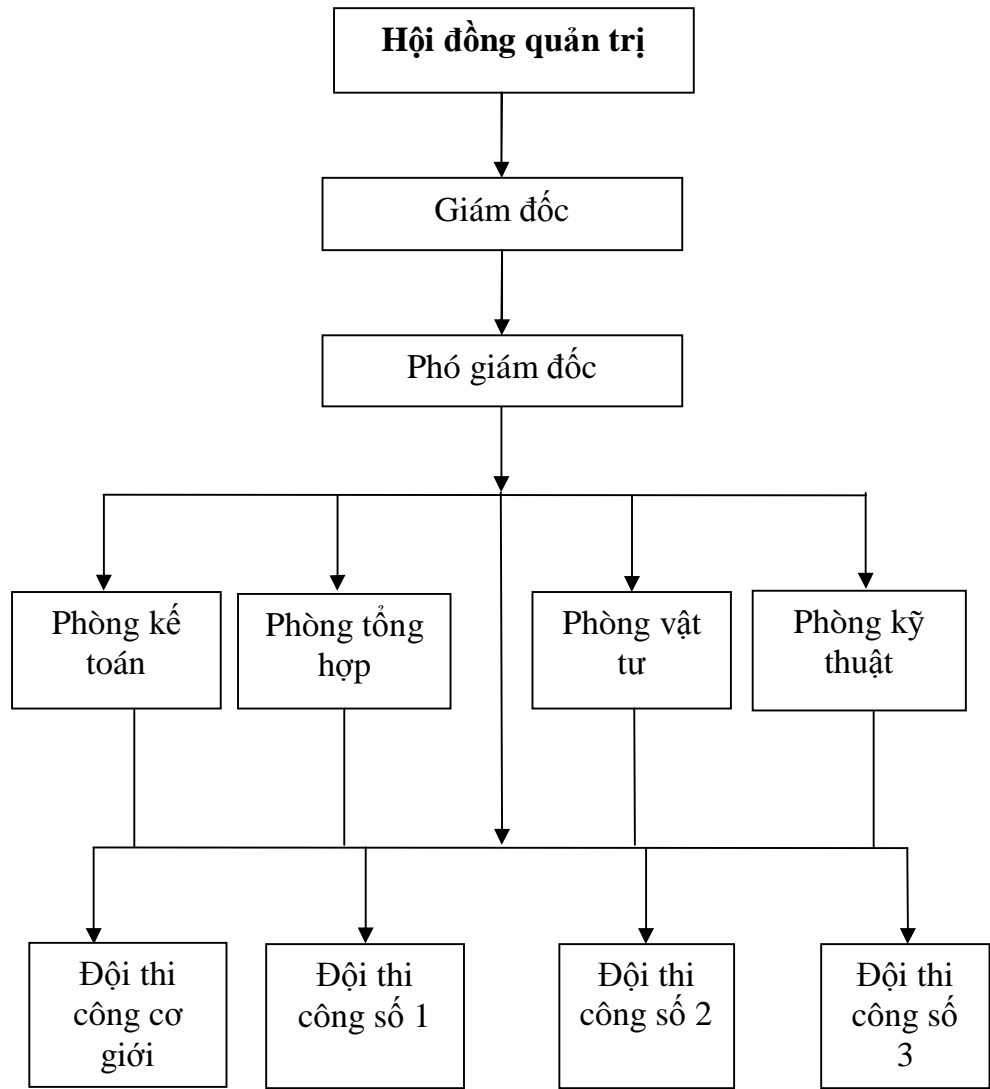 Hội đồng quản trị
Giám đốc
Phó giám đốc
Phòng kế
toán
Phòng tổng
hợp
Phòng vật
tư
Phòng kỹ
thuật
Đội thi
công cơ
giới
Đội thi
công số 1
Đội thi
công số 2
Đội thi
công số
3